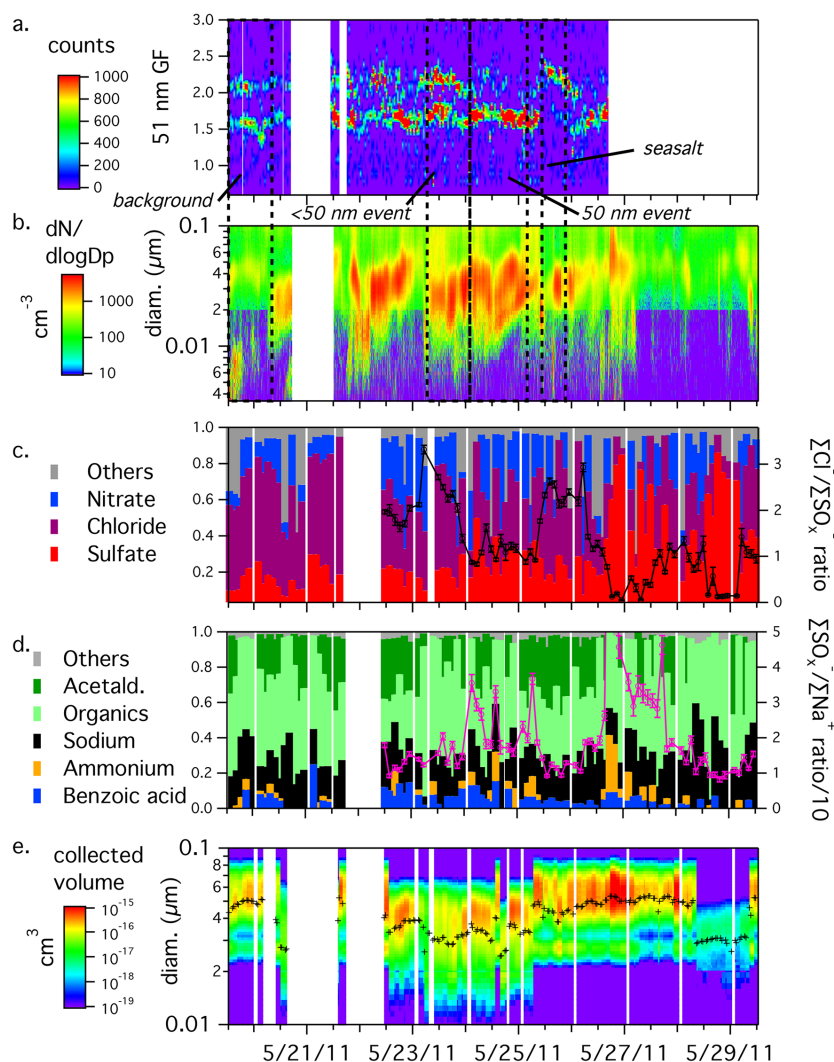 a.
counts
1000
800
600
400
200
0
51 nm GF
3.0
2.5
2.0
1.5
1.0
seasalt
background
<50 nm event
50 nm event
b.
dN/
dlogDp
cm-3
1000
100
10
diam. (µm)
0.1
6
4
2
0.01
6
4
c.
Others
Nitrate
Chloride
Sulfate
1.0
0.8
0.6
0.4
0.2
3
2
1
0
ΣCl-/ΣSOx- ratio
d.
Others
Acetald.
Organics
Sodium
Ammonium
Benzoic acid
1.0
0.8
0.6
0.4
0.2
0.0
5
4
3
2
1
0
ΣSOx-/ΣNa+ ratio/10
e.
collected
volume
cm3
10-15
10-16
10-17
10-18
10-19
diam. (µm)
0.1
6
4
2
0.01
5/21/11 5/23/11 5/25/11 5/27/11 5/29/11